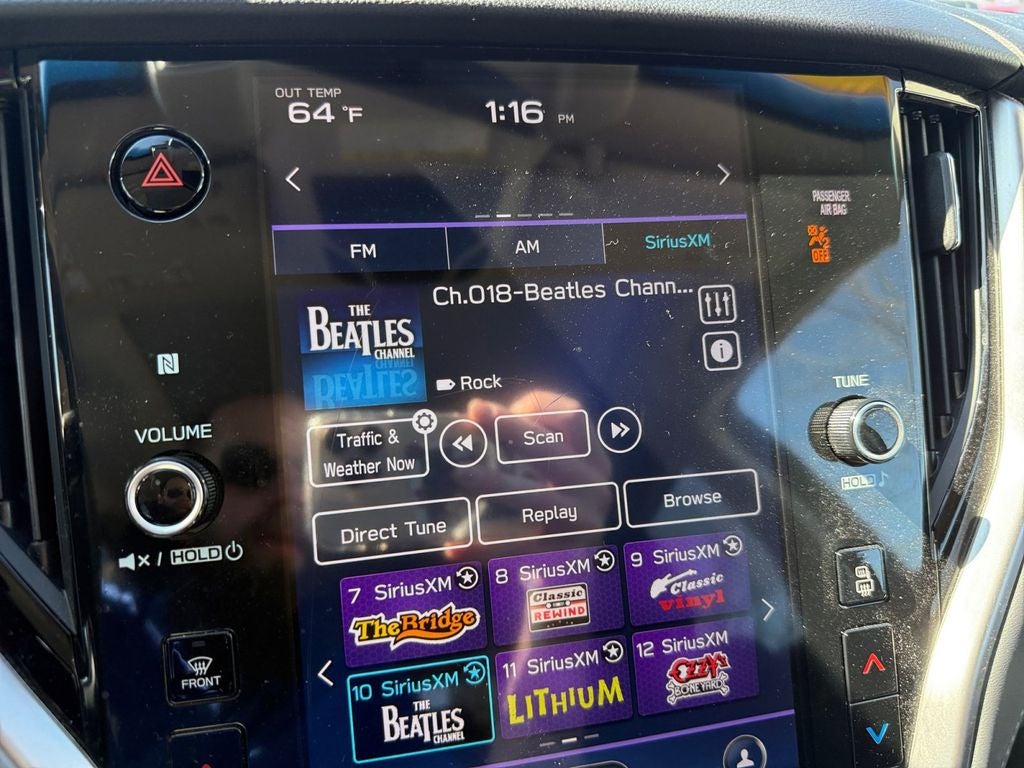 OUT TEMP
64 °F
1:16 PM
PASSENGER
AIR BAG
OFF
FM
AM
SiriusXM
Ch.018-Beatles Chann...
THE
BEATLES
CHANNEL
Rock
TUNE
HOLD
VOLUME
Traffic &
Weather Now
Scan
Direct Tune
Replay
Browse
HOLD
7 SiriusXM
The Bridge
8 SiriusXM
Classic
REWIND
9 SiriusXM
Classic
vinyl
FRONT
10 SiriusXM
THE
BEATLES
CHANNEL
11 SiriusXM
LiTHiUM
12 SiriusXM
OZZY'S
BONEYARD